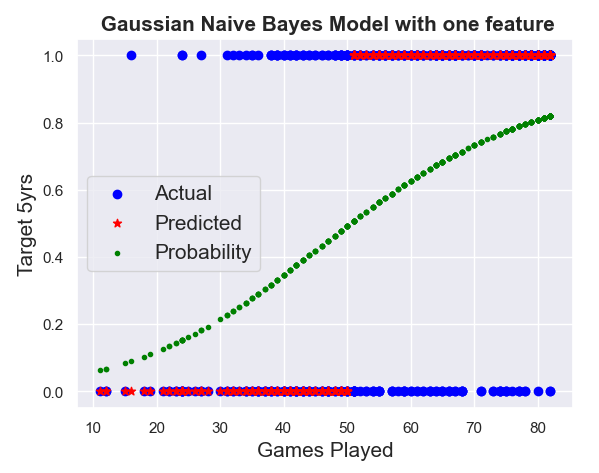 Gaussian Naive Bayes Model with one feature
1.0
0.8
0.6
0.4
0.2
0.0
Target 5yrs
Actual
Predicted
Probability
10 20 30 40 50 60 70 80
Games Played